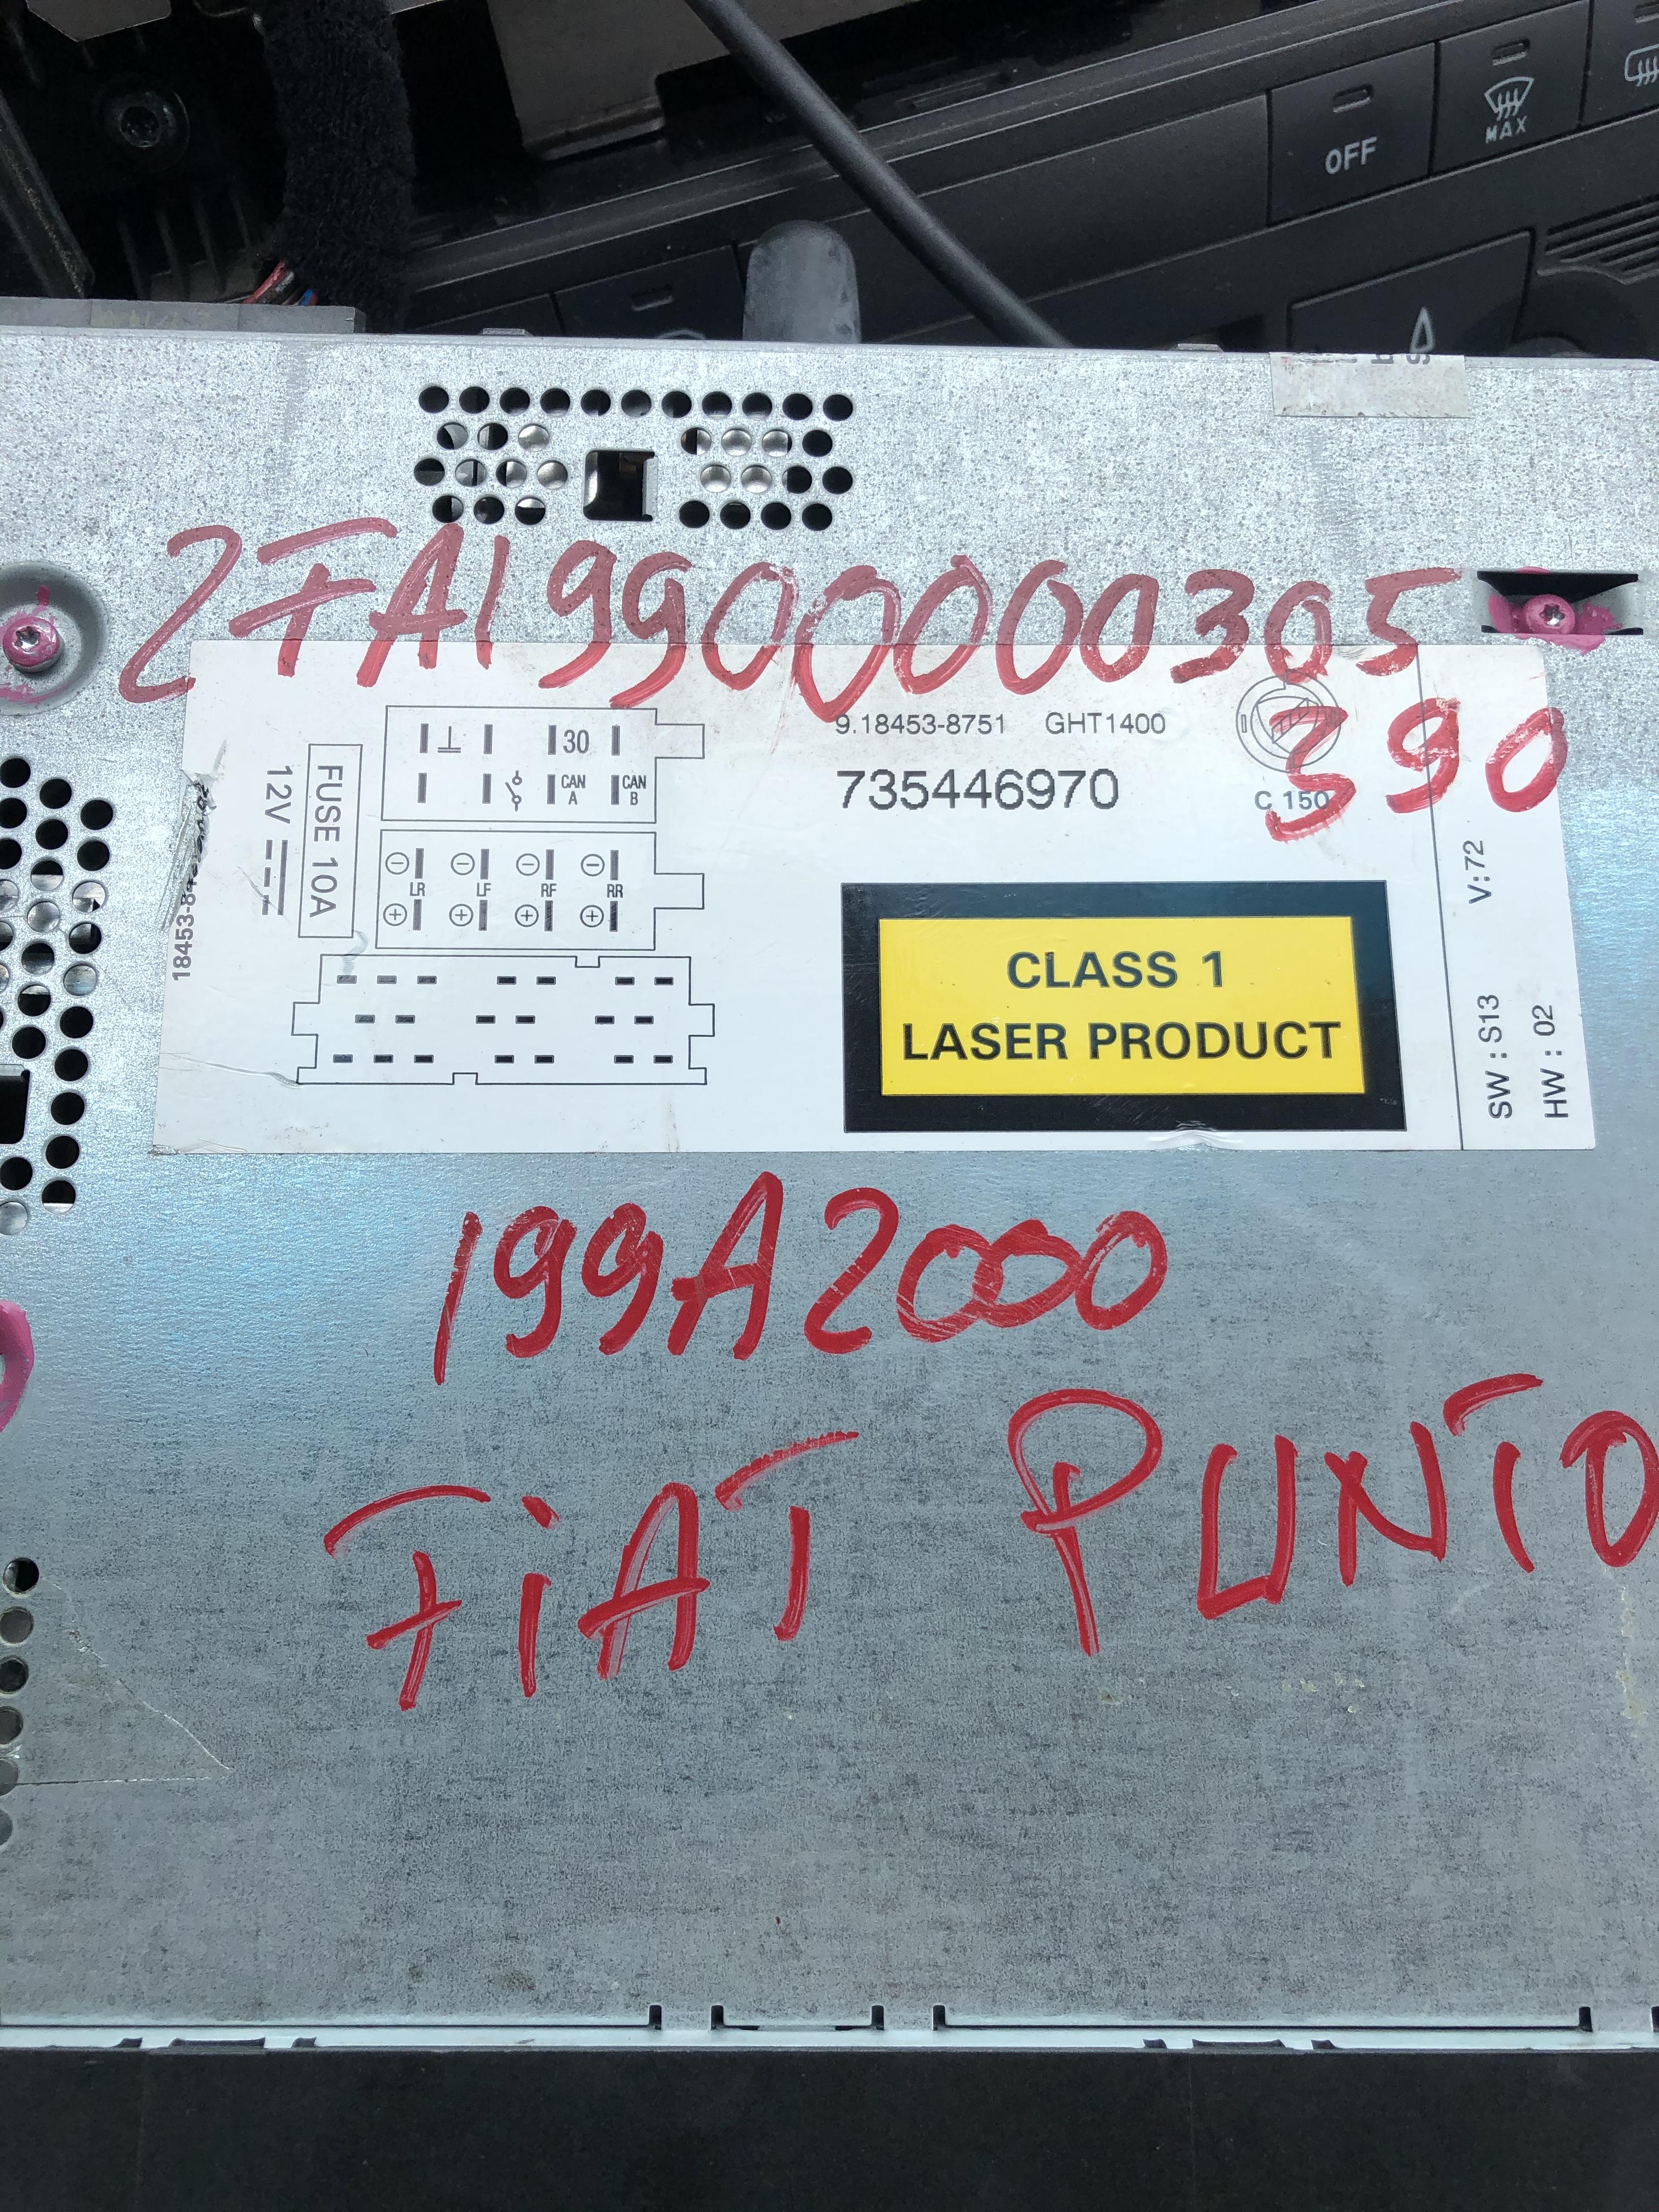 OFF
MAX
ZFA19900000305
390
9.18453-8751 GHT1400
735446970
C 150
30
CAN A
CAN B
LR LF RF RR
FUSE 10A
12V
CLASS 1
LASER PRODUCT
V:72
SW : S13
HW : 02
199A2000
FiAT PUNTO